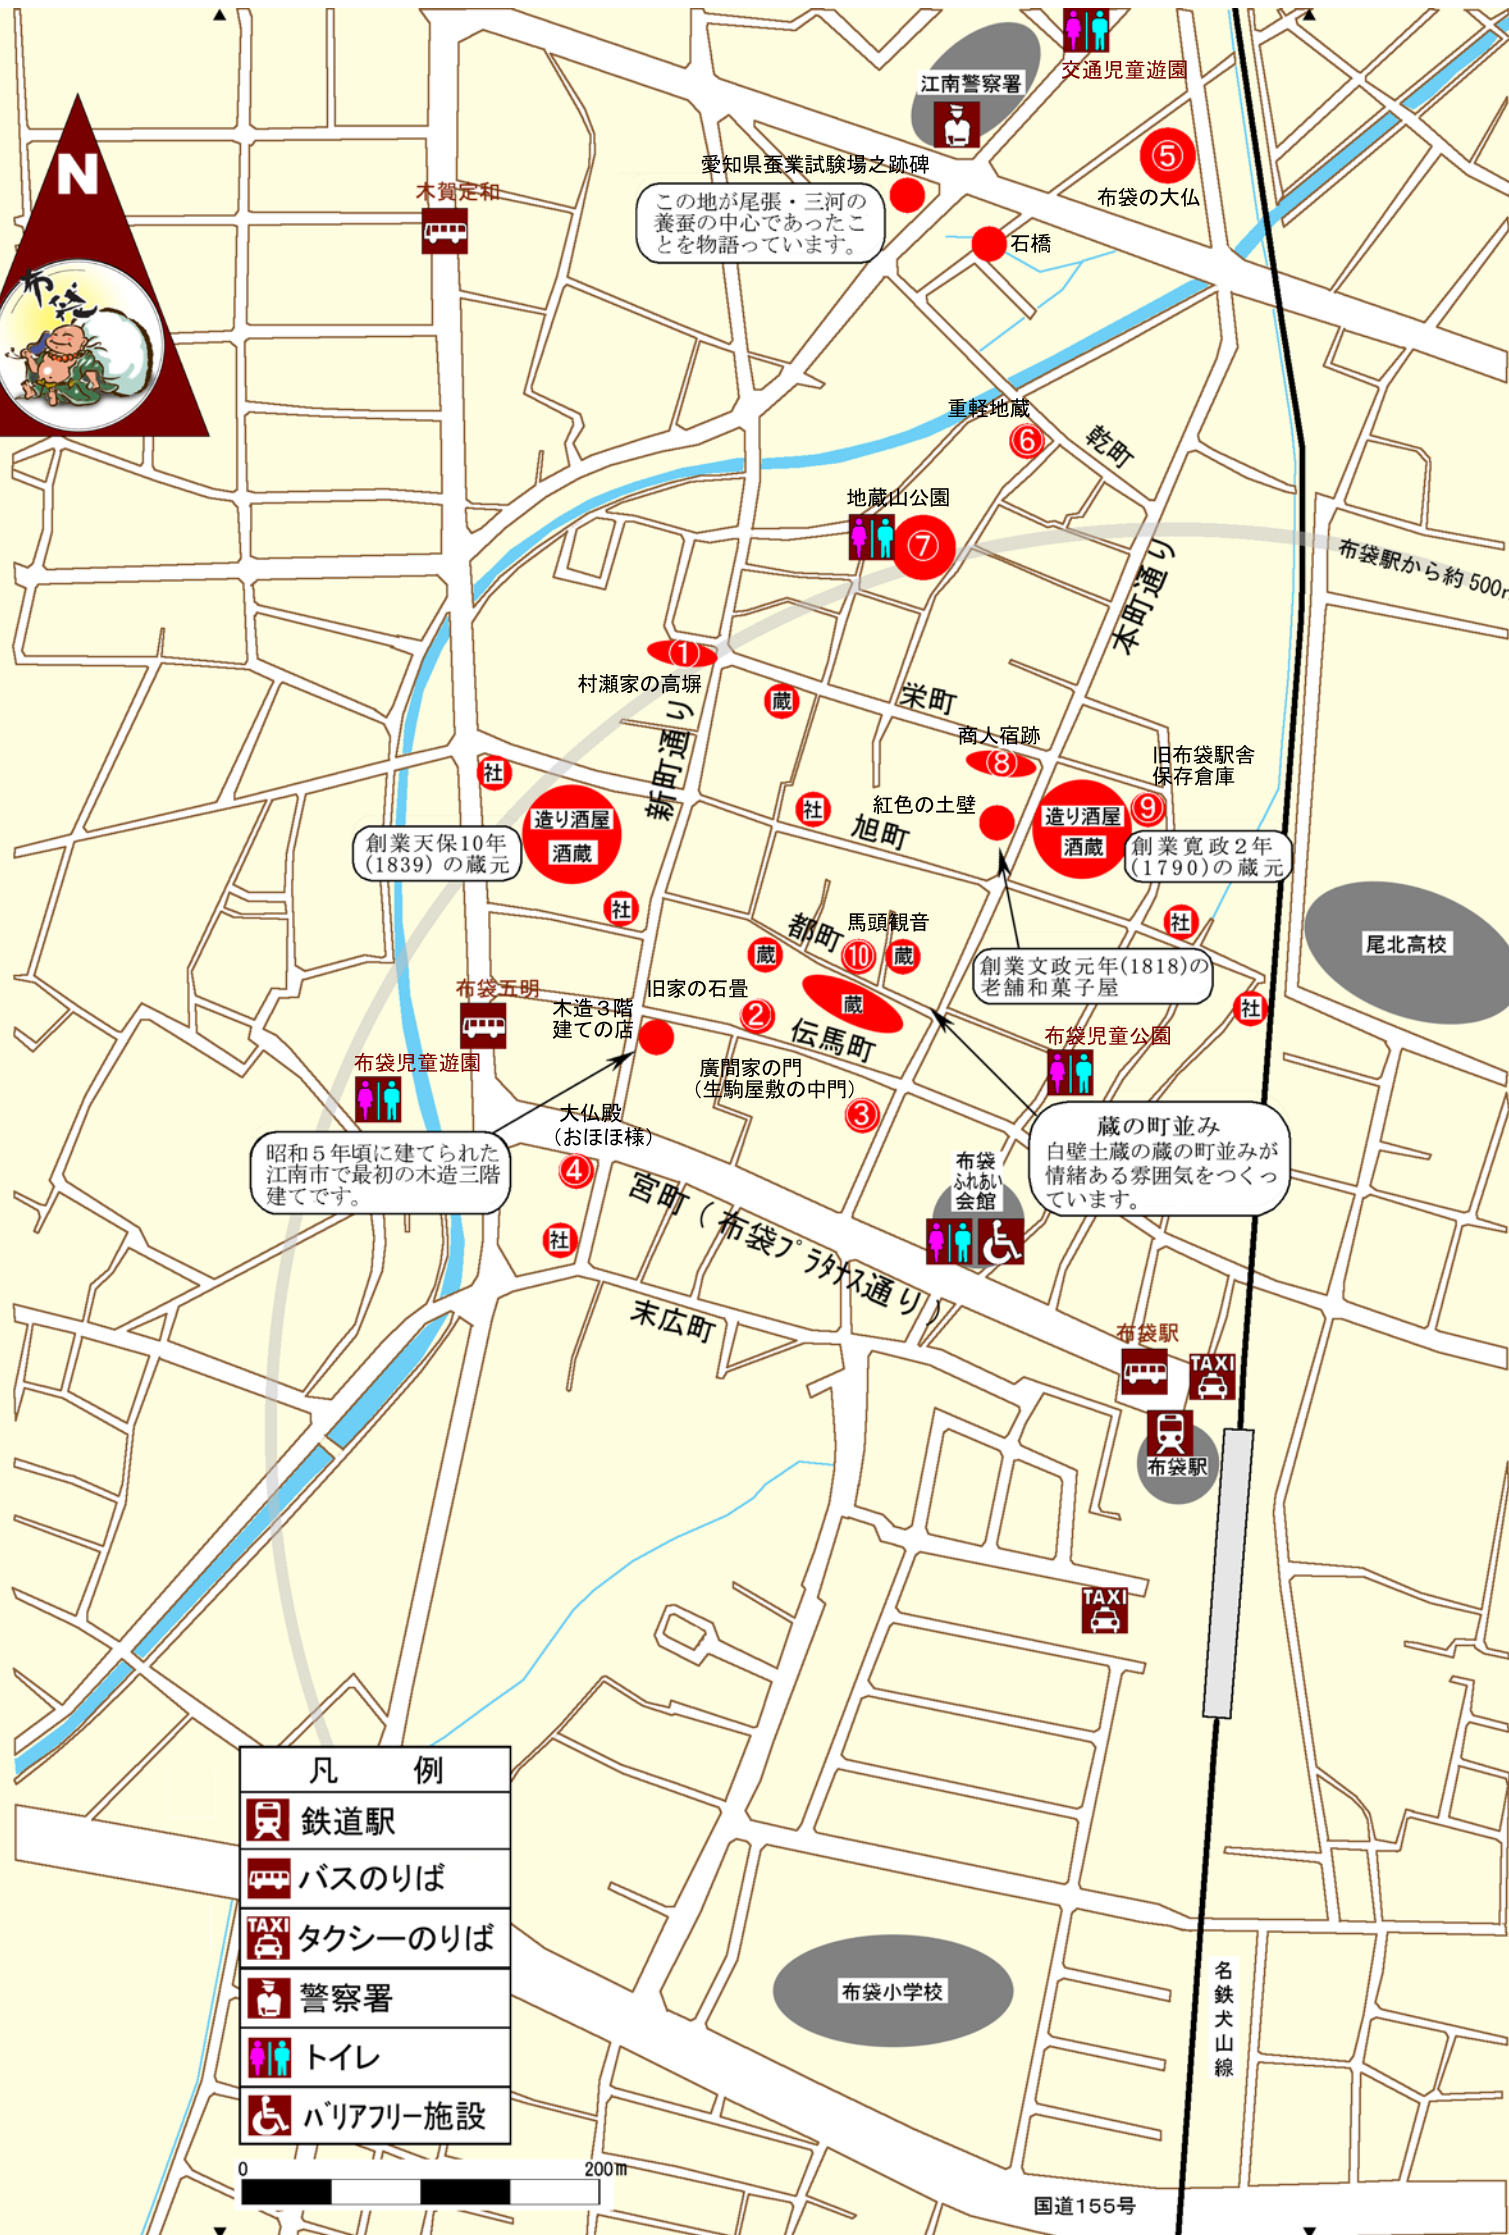 交通児童遊園
江南警察署
⑤
布袋の大仏
愛知県蚕業試験場之跡碑
この地が尾張・三河の
養蚕の中心であったこ
とを物語っています。
石橋
N
布袋
木賀定和
重軽地蔵
⑥
乾町
地蔵山公園
⑦
本町通り
布袋駅から約500m
①
村瀬家の高塀
蔵
栄町
新町通り
商人宿跡
⑧
旧布袋駅舎
保存倉庫
⑨
社
造り酒屋
酒蔵
創業天保10年
(1839) の蔵元
社
旭町
紅色の土壁
造り酒屋
酒蔵
創業寛政2年
(1790)の蔵元
社
社
尾北高校
都町
馬頭観音
⑩
蔵
蔵
蔵
創業文政元年(1818)の
老舗和菓子屋
社
布袋五明
旧家の石畳
②
木造3階
建ての店
伝馬町
布袋児童公園
布袋児童遊園
廣間家の門
(生駒屋敷の中門)
③
大仏殿
(おほほ様)
④
昭和5年頃に建てられた
江南市で最初の木造三階
建てです。
蔵の町並み
白壁土蔵の蔵の町並みが
情緒ある雰囲気をつくっ
ています。
布袋
ふれあい
会館
宮町(布袋プラタナス通り)
社
末広町
布袋駅
TAXI
布袋駅
TAXI
凡 例
鉄道駅
バスのりば
TAXI
タクシーのりば
警察署
トイレ
バリアフリー施設
布袋小学校
名鉄犬山線
0 200m
国道155号